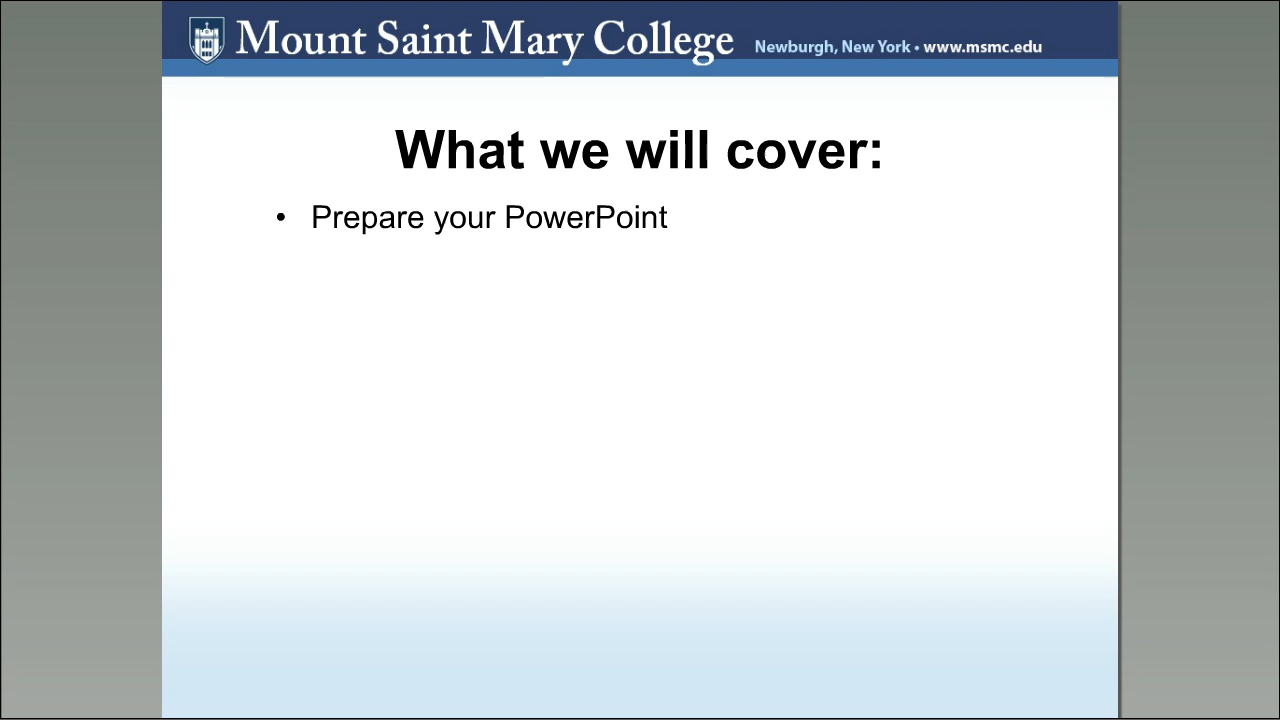 Mount Saint Mary College Newburgh, New York • www.msmc.edu
What we will cover:
• Prepare your PowerPoint